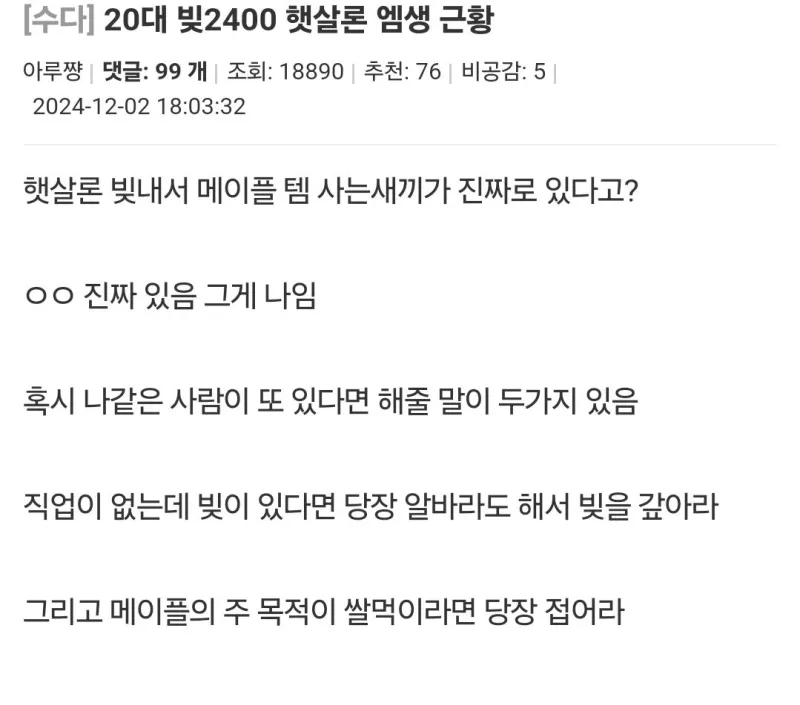 [수다] 20대 빚2400 햇살론 엠생 근황
아루쨩 | 댓글: 99 개 | 조회: 18890 | 추천: 76 | 비공감: 5 |
2024-12-02 18:03:32
햇살론 빚내서 메이플 템 사는새끼가 진짜로 있다고?
ㅇㅇ 진짜 있음 그게 나임
혹시 나같은 사람이 또 있다면 해줄 말이 두가지 있음
직업이 없는데 빚이 있다면 당장 알바라도 해서 빚을 갚아라
그리고 메이플의 주 목적이 쌀먹이라면 당장 접어라